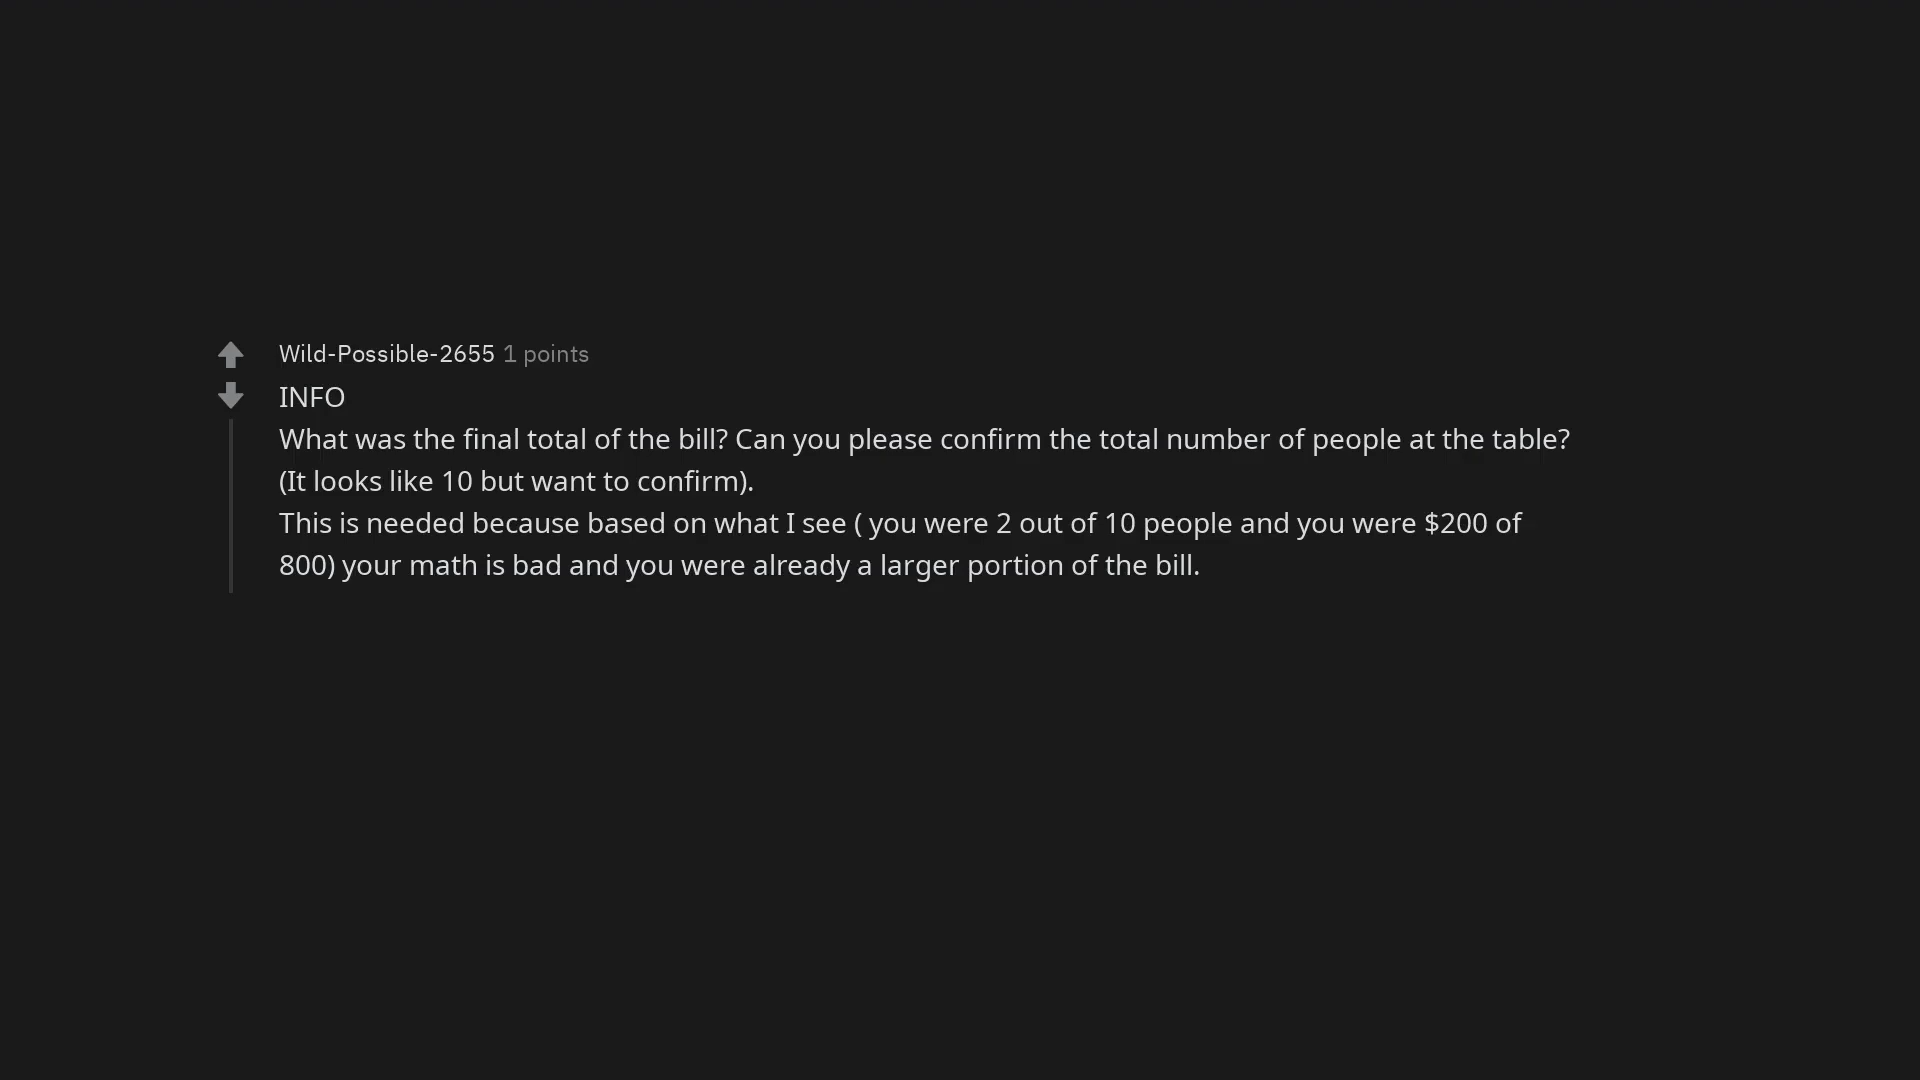 Wild-Possible-2655 1 points
INFO
What was the final total of the bill? Can you please confirm the total number of people at the table?
(It looks like 10 but want to confirm).
This is needed because based on what I see ( you were 2 out of 10 people and you were $200 of
800) your math is bad and you were already a larger portion of the bill.